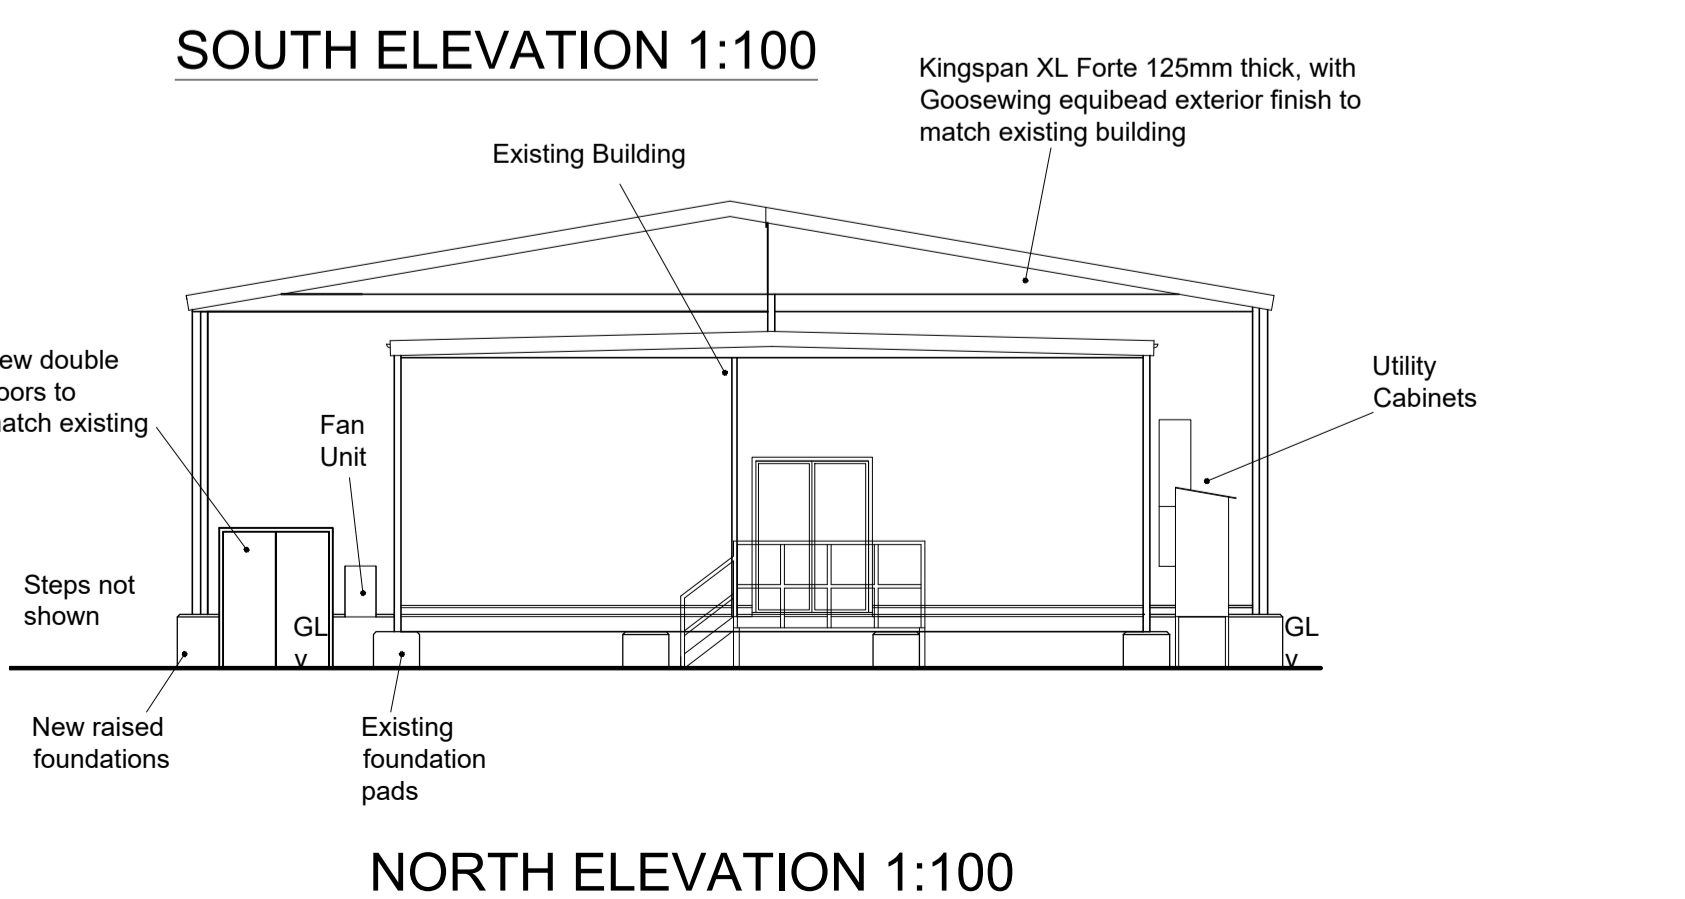 SOUTH ELEVATION 1:100
Kingspan XL Forte 125mm thick, with
Goosewing equibead exterior finish to
match existing building
Existing Building
ew double
oors to
atch existing
Fan
Unit
Utility
Cabinets
Steps not
shown
GL
v
GL
v
New raised
foundations
Existing
foundation
pads
NORTH ELEVATION 1:100